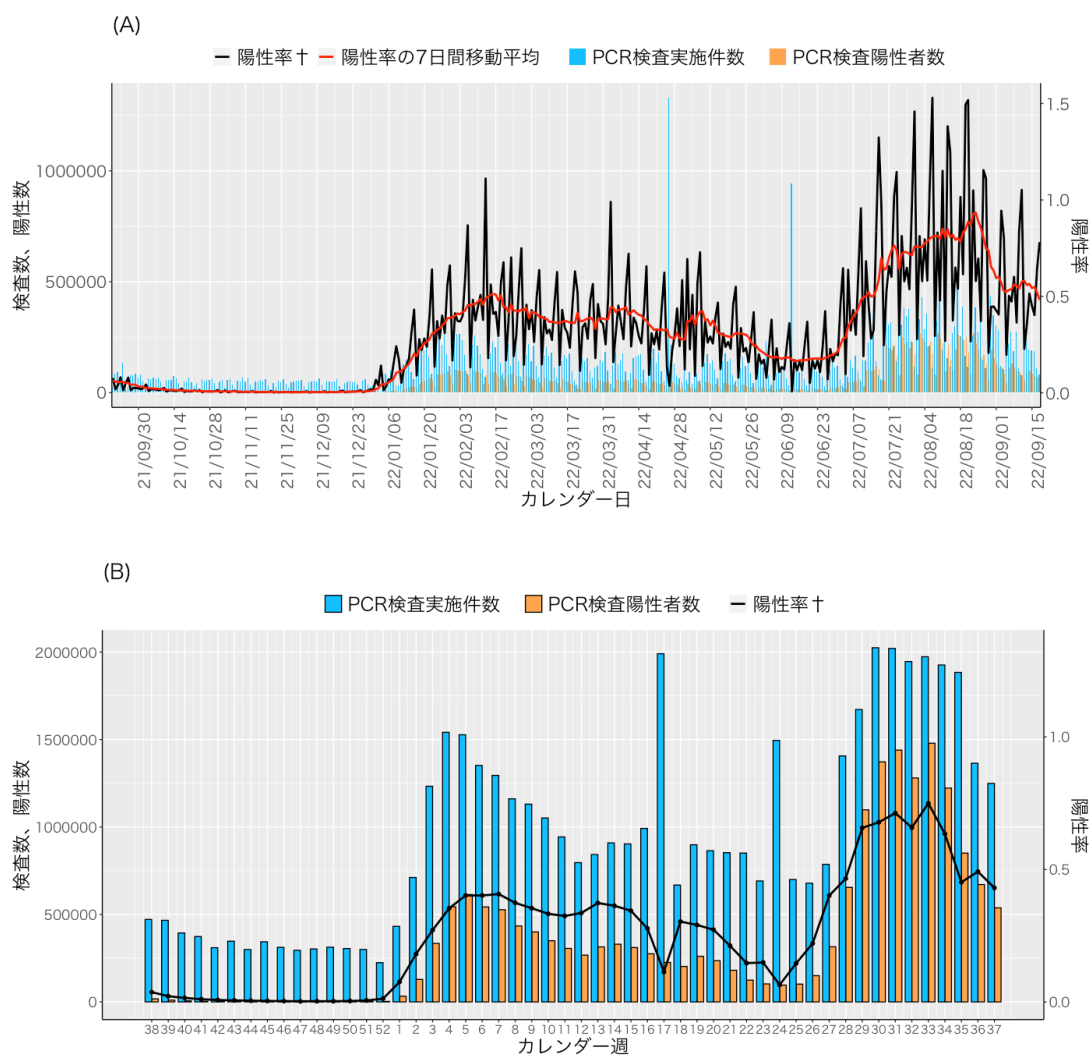 (A)
陽性率† 陽性率の7日間移動平均 PCR検査実施件数 PCR検査陽性者数
検査数、陽性数
1000000
500000
0
1.5
1.0
0.5
0.0
陽性率
21/09/30 21/10/14 21/10/28 21/11/11 21/11/25 21/12/09 21/12/23 22/01/06 22/01/20 22/02/03 22/02/17 22/03/03 22/03/17 22/03/31 22/04/14 22/04/28 22/05/12 22/05/26 22/06/09 22/06/23 22/07/07 22/07/21 22/08/04 22/08/18 22/09/01 22/09/15
カレンダー日
(B)
PCR検査実施件数 PCR検査陽性者数 陽性率†
検査数、陽性数
2000000
1500000
1000000
500000
0
1.0
0.5
0.0
陽性率
38 39 40 41 42 43 44 45 46 47 48 49 50 51 52 1 2 3 4 5 6 7 8 9 10 11 12 13 14 15 16 17 18 19 20 21 22 23 24 25 26 27 28 29 30 31 32 33 34 35 36 37
カレンダー週